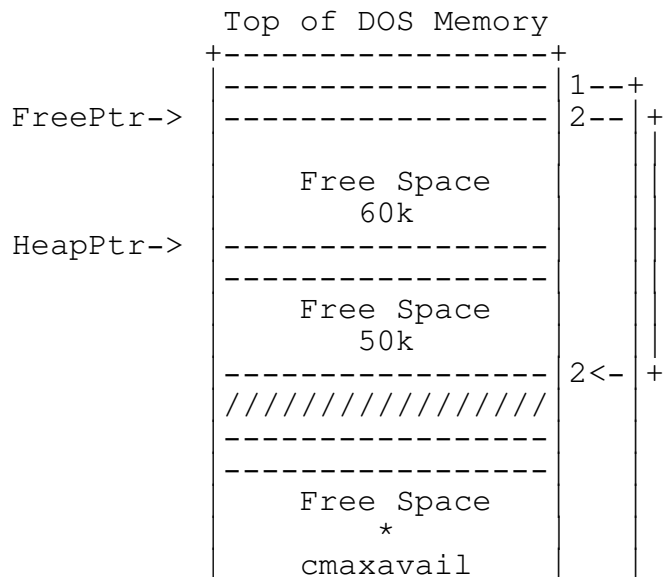 Top of DOS Memory
+-----------------+
|-----------------| 1--+
FreePtr-> |-----------------| 2-- | +
Free Space
60k
HeapPtr-> -----------------
-----------------
Free Space
50k
----------------- 2<- | +
/////////////////
-----------------
-----------------
Free Space
*
cmaxavail